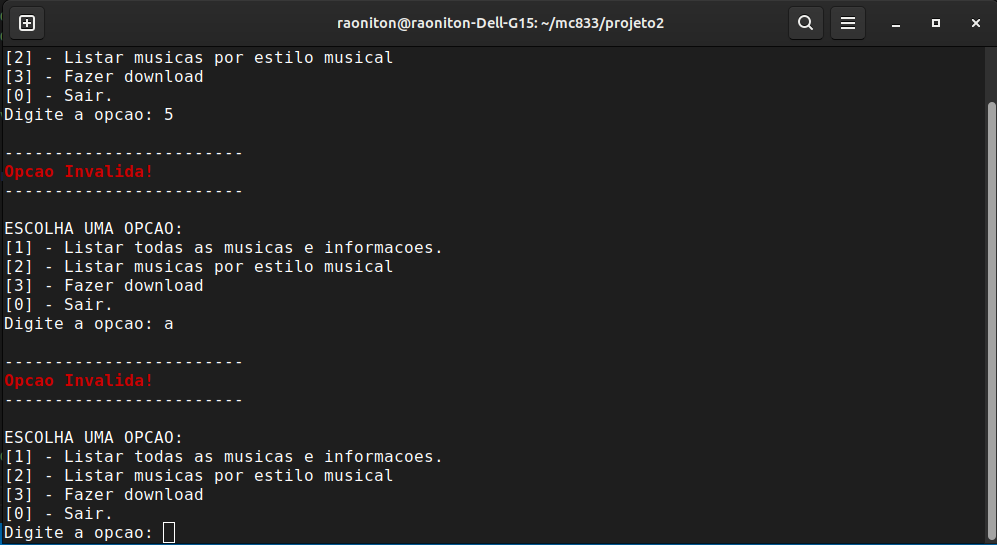 raoniton@raoniton-Dell-G15: ~/mc833/projeto2
[2] - Listar musicas por estilo musical
[3] - Fazer download
[0] - Sair.
Digite a opcao: 5
------------------------
Opcao Invalida!
------------------------
ESCOLHA UMA OPCAO:
[1] - Listar todas as musicas e informacoes.
[2] - Listar musicas por estilo musical
[3] - Fazer download
[0] - Sair.
Digite a opcao: a
------------------------
Opcao Invalida!
------------------------
ESCOLHA UMA OPCAO:
[1] - Listar todas as musicas e informacoes.
[2] - Listar musicas por estilo musical
[3] - Fazer download
[0] - Sair.
Digite a opcao: